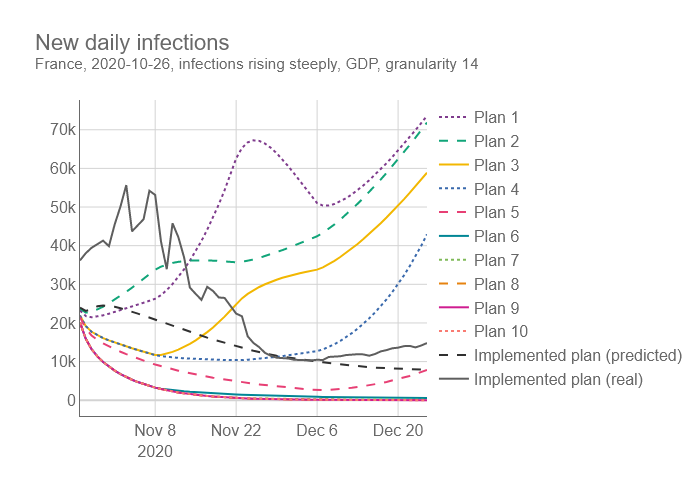 New daily infections
France, 2020-10-26, infections rising steeply, GDP, granularity 14
70k
60k
50k
40k
30k
20k
10k
0
Nov 8
2020
Nov 22
Dec 6
Dec 20
Plan 1
Plan 2
Plan 3
Plan 4
Plan 5
Plan 6
Plan 7
Plan 8
Plan 9
Plan 10
Implemented plan (predicted)
Implemented plan (real)